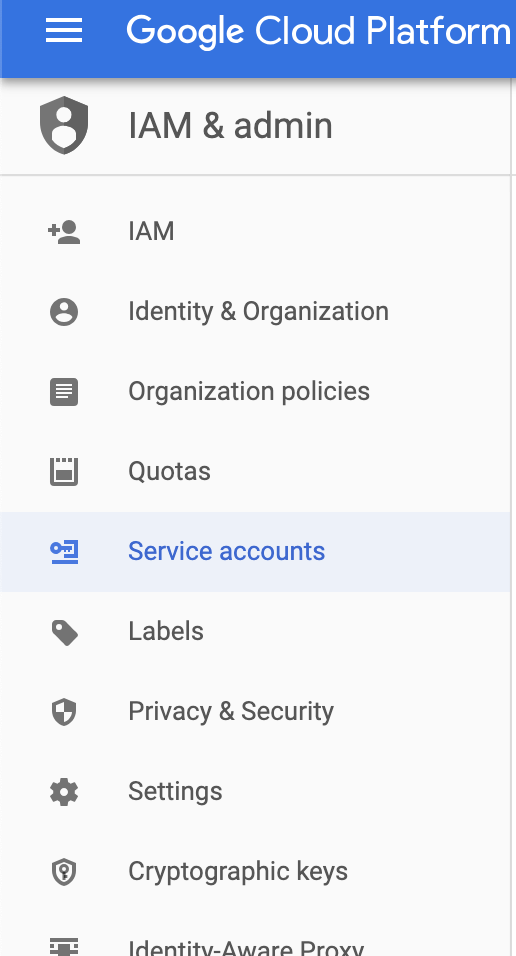 Google Cloud Platform
IAM & admin
IAM
Identity & Organization
Organization policies
Quotas
Service accounts
Labels
Privacy & Security
Settings
Cryptographic keys
Identity-Aware Proxy